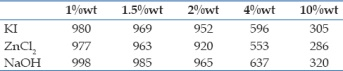 1%wt 1.5%wt 2%wt 4%wt 10%wt
KI 980 969 952 596 305
ZnCl₂ 977 963 920 553 286
NaOH 998 985 965 637 320